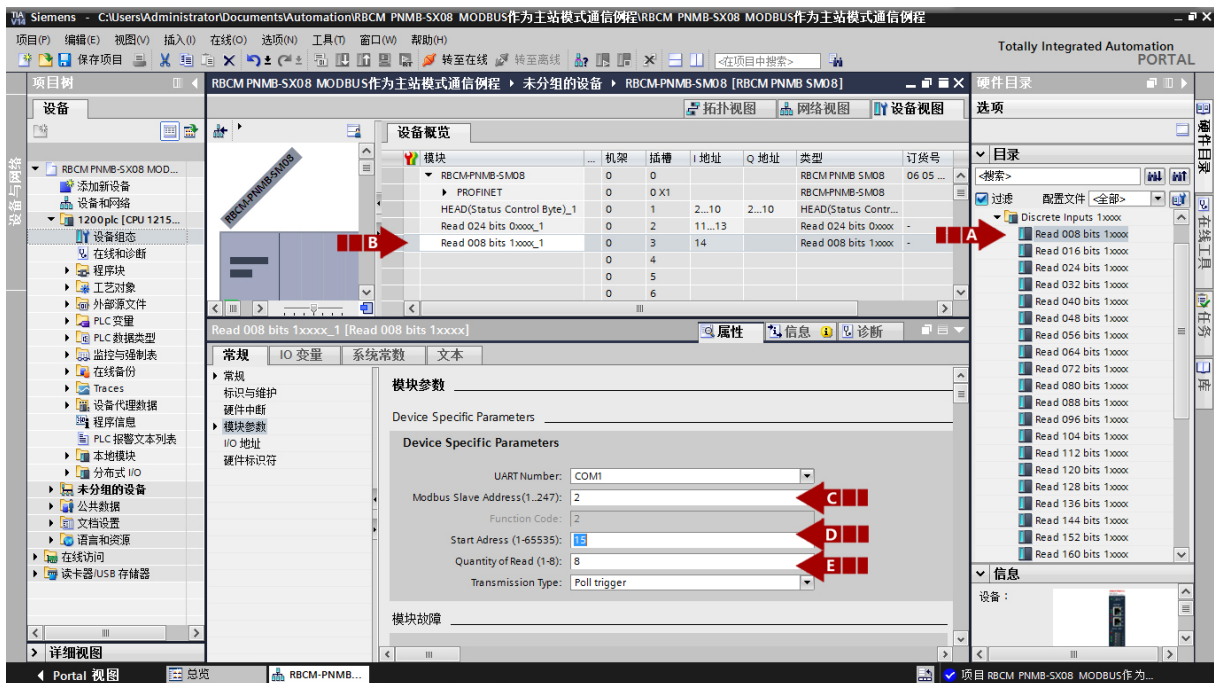 Siemens - C:\Users\Administrator\Documents\Automation\RBCM PNMB-SX08 MODBUS作为主站模式通信例程\RBCM PNMB-SX08 MODBUS作为主站模式通信例程
项目(P) 编辑(E) 视图(V) 插入(I) 在线(O) 选项(N) 工具(T) 窗口(W) 帮助(H)
Totally Integrated Automation
PORTAL
保存项目 转至在线 转至离线 <在项目中搜索>
项目树
设备
设备与网络
RBCM PNMB-SX08 MOD...
添加新设备
设备和网络
1200plc [CPU 1215...
设备组态
在线和诊断
程序块
工艺对象
外部源文件
PLC 变量
PLC 数据类型
监控与强制表
在线备份
Traces
设备代理数据
程序信息
PLC 报警文本列表
本地模块
分布式 I/O
未分组的设备
公共数据
文档设置
语言和资源
在线访问
读卡器/USB 存储器
详细视图
RBCM PNMB-SX08 MODBUS作为主站模式通信例程 未分组的设备 RBCM-PNMB-SM08 [RBCM PNMB SM08]
拓扑视图 网络视图 设备视图
设备概览
RBCM-PNMB-SM08
模块 ... 机架 插槽 I 地址 Q 地址 类型 订货号
RBCM-PNMB-SM08 0 0 RBCM PNMB SM08 06 05 ...
PROFINET 0 0 X1 RBCM-PNMB-SM08
HEAD(Status Control Byte)_1 0 1 2...10 2...10 HEAD(Status Contr...
Read 024 bits 0xxxx_1 0 2 11...13 Read 024 bits 0xxxx -
B Read 008 bits 1xxxx_1 0 3 14 Read 008 bits 1xxxx -
0 4
0 5
0 6
Read 008 bits 1xxxx_1 [Read 008 bits 1xxxx]
属性 信息 诊断
常规 IO 变量 系统常数 文本
常规
标识与维护
硬件中断
模块参数
I/O 地址
硬件标识符
模块参数
Device Specific Parameters
Device Specific Parameters
UART Number: COM1
Modbus Slave Address(1..247): 2 C
Function Code: 2
Start Adress (1-65535): 15 D
Quantity of Read (1-8): 8 E
Transmission Type: Poll trigger
模块故障
硬件目录
选项
目录
<搜索>
过滤 配置文件 <全部>
Discrete Inputs 1xxxx
A Read 008 bits 1xxxx
Read 016 bits 1xxxx
Read 024 bits 1xxxx
Read 032 bits 1xxxx
Read 040 bits 1xxxx
Read 048 bits 1xxxx
Read 056 bits 1xxxx
Read 064 bits 1xxxx
Read 072 bits 1xxxx
Read 080 bits 1xxxx
Read 088 bits 1xxxx
Read 096 bits 1xxxx
Read 104 bits 1xxxx
Read 112 bits 1xxxx
Read 120 bits 1xxxx
Read 128 bits 1xxxx
Read 136 bits 1xxxx
Read 144 bits 1xxxx
Read 152 bits 1xxxx
Read 160 bits 1xxxx
信息
设备：
硬件目录
在线工具
任务
库
Portal 视图 总览 RBCM-PNMB... 项目 RBCM PNMB-SX08 MODBUS作为...